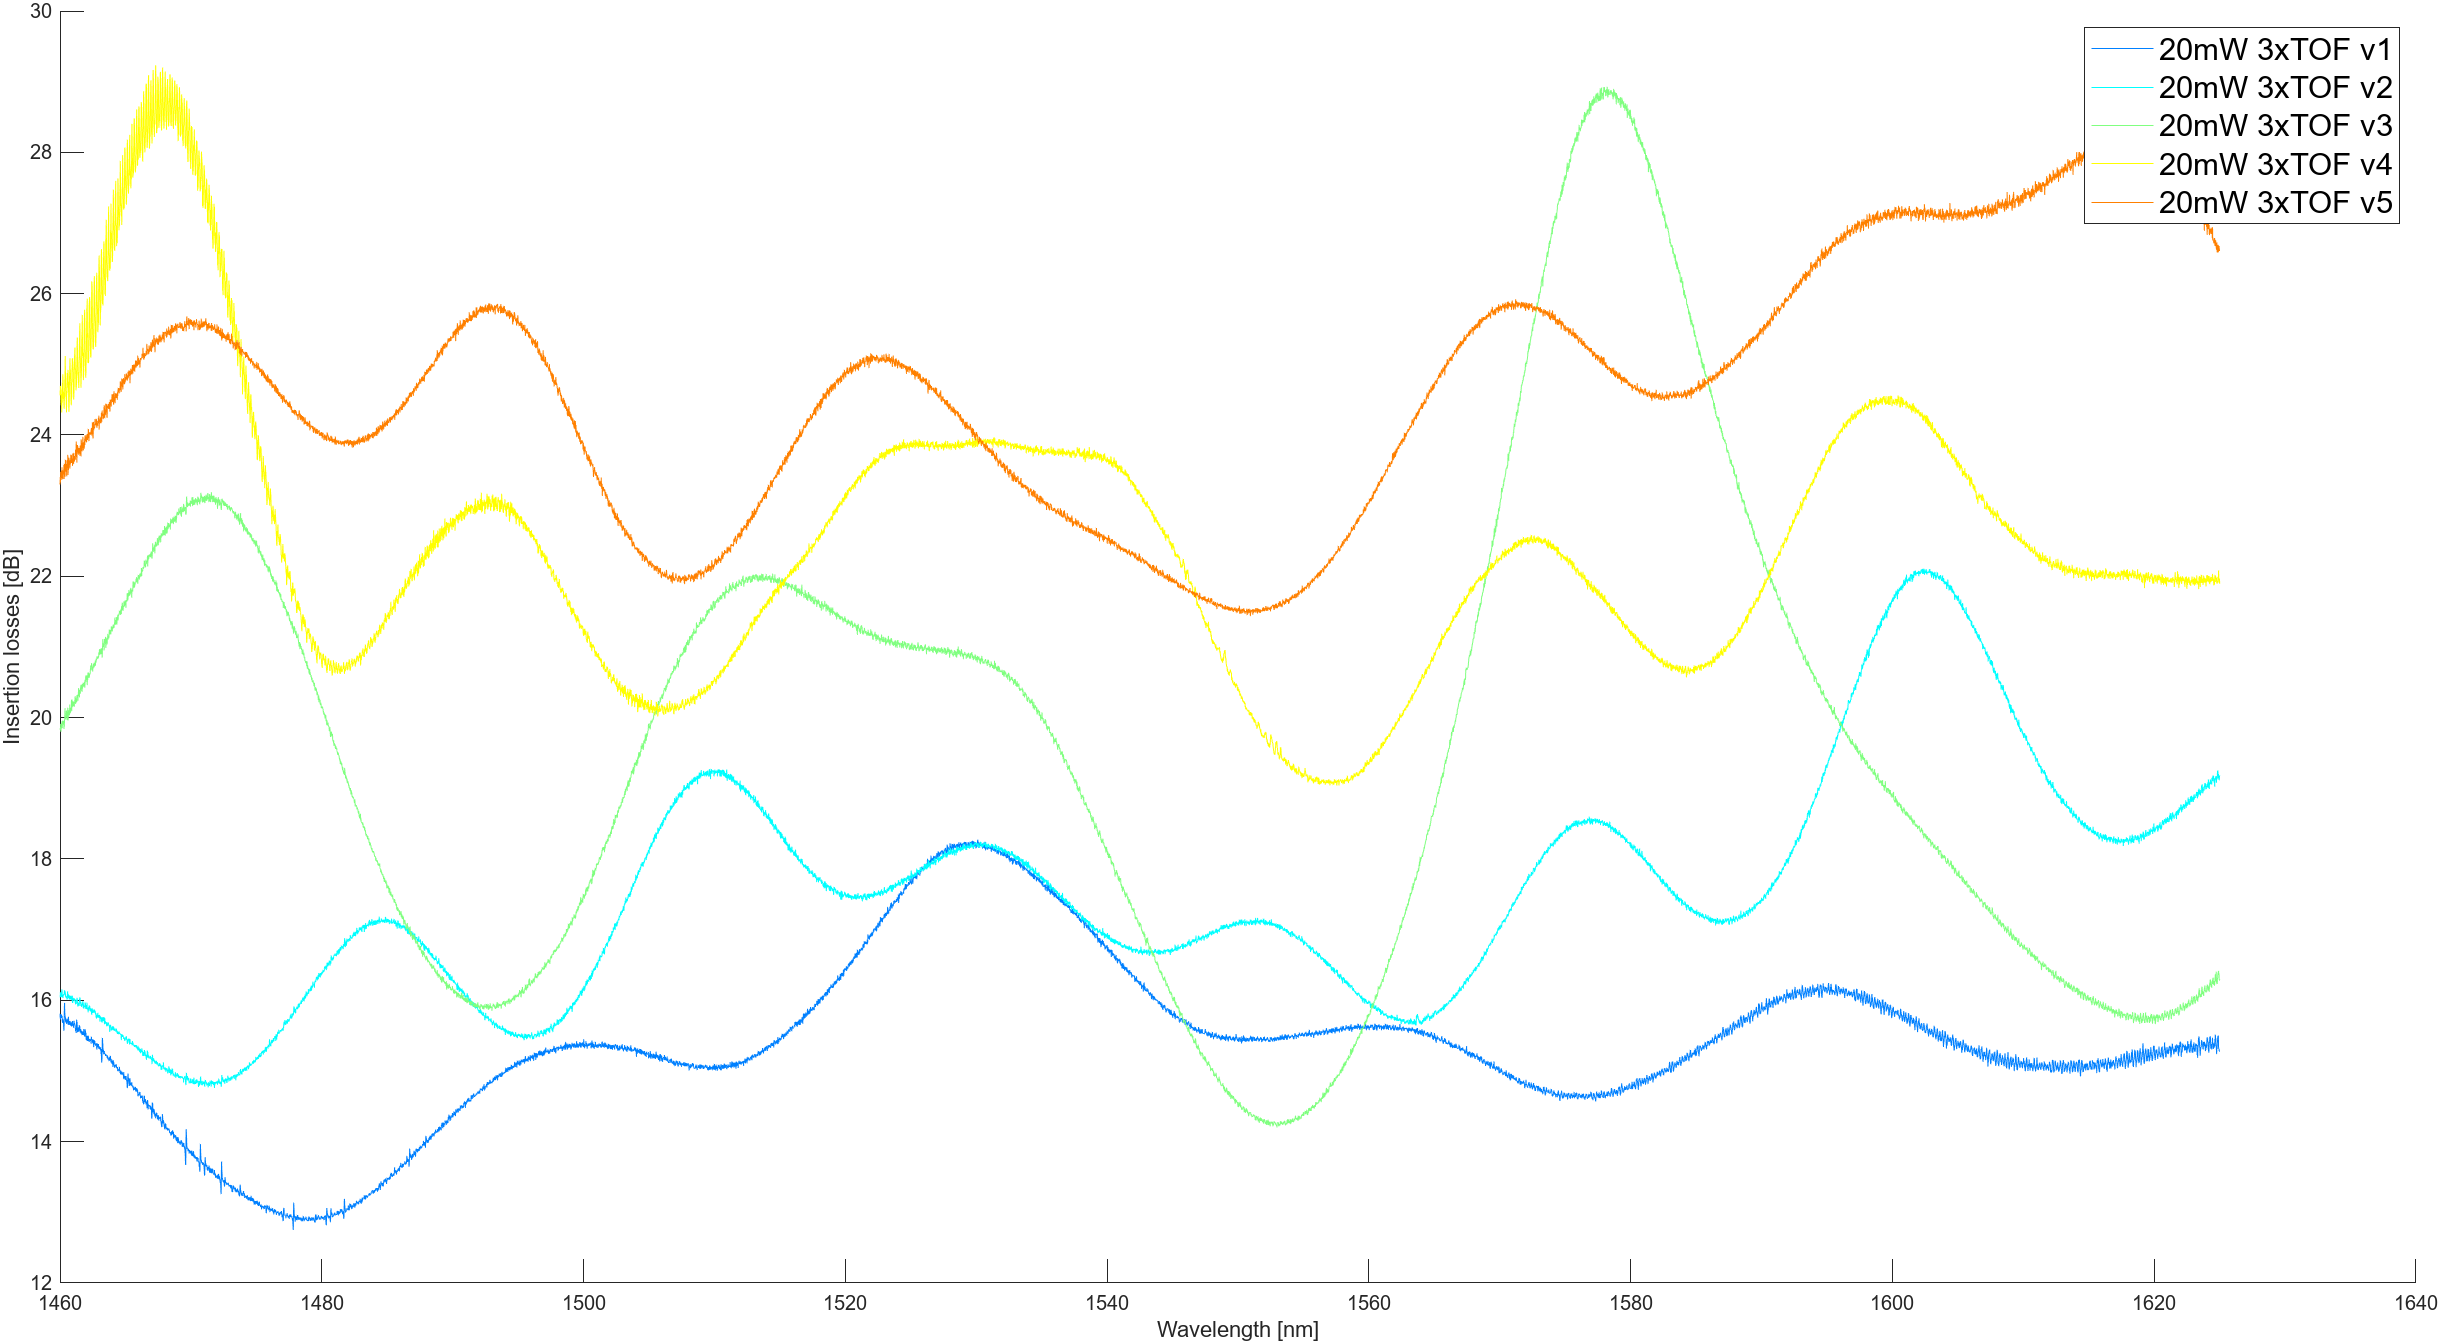 30
28
26
24
22
20
18
16
14
12
Insertion losses [dB]
20mW 3xTOF v1
20mW 3xTOF v2
20mW 3xTOF v3
20mW 3xTOF v4
20mW 3xTOF v5
1460 1480 1500 1520 1540 1560 1580 1600 1620 1640
Wavelength [nm]